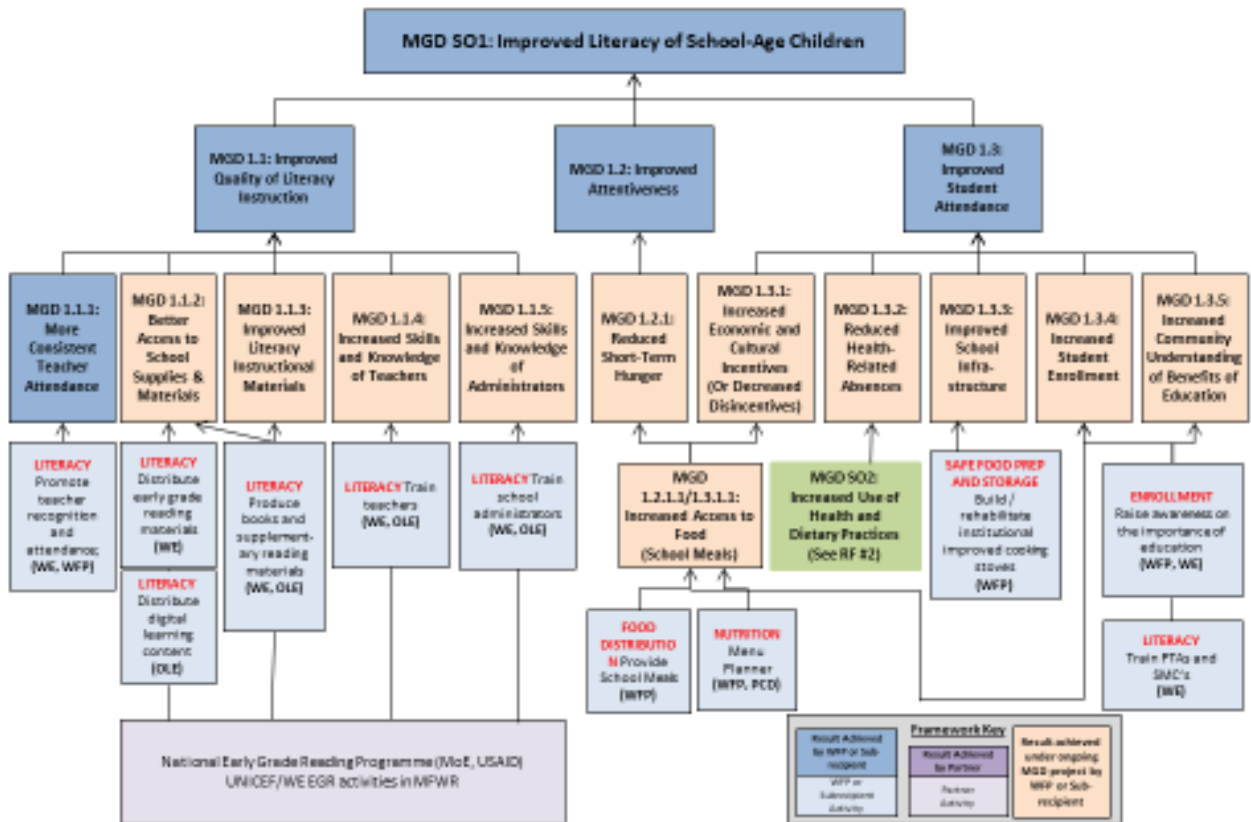 MGD SO1: Improved Literacy of School-Age Children
MGD 1.1: Improved
Quality of Literacy
Instruction
MGD 1.2: Improved
Attentiveness
MGD 1.3:
Improved
Student
Attendance
MGD 1.1.1:
More
Consistent
Teacher
Attendance
MGD 1.1.2:
Better
Access to
School
Supplies &
Materials
MGD 1.1.3:
Improved
Literacy
Instructional
Materials
MGD 1.1.4:
Increased Skills
and Knowledge
of Teachers
MGD 1.1.5:
Increased Skills
and Knowledge
of
Administrators
MGD 1.2.1:
Reduced
Short-Term
Hunger
MGD 1.3.1:
Increased
Economic and
Cultural
Incentives
(Or Decreased
Disincentives)
MGD 1.3.2:
Reduced
Health-
Related
Absences
MGD 1.3.3:
Improved
School
Infra-
structure
MGD 1.3.4:
Increased
Student
Enrollment
MGD 1.3.5:
Increased
Community
Understanding
of Benefits of
Education
LITERACY
Promote
teacher
recognition
and
attendance;
(WE, WFP)
LITERACY
Distribute
early grade
reading
materials
(WE)
LITERACY
Distribute
digital
learning
content
(OLE)
LITERACY
Produce
books and
supplement-
ary reading
materials
(WE, OLE)
LITERACY Train
teachers
(WE, OLE)
LITERACY Train
school
administrators
(WE, OLE)
MGD
1.2.1.1/1.3.1.1:
Increased Access to
Food
(School Meals)
MGD SO2:
Increased Use of
Health and
Dietary Practices
(See RF #2)
SAFE FOOD PREP
AND STORAGE
Build /
rehabilitate
institutional
improved cooking
stoves
(WFP)
ENROLLMENT
Raise awareness on
the importance of
education
(WFP, WE)
FOOD
DISTRIBUTIO
N Provide
School Meals
(WFP)
NUTRITION
Menu
Planner
(WFP, PCD)
LITERACY
Train PTAs and
SMC's
(WE)
National Early Grade Reading Programme (MoE, USAID)
UNICEF/WE EGR activities in MFWR
Framework Key
Result Achieved
by WFP or Sub-
recipient
WFP or
Subrecipient
Activity
Result Achieved
by Partner
Partner
Activity
Result achieved
under ongoing
MGD project by
WFP or Sub-
recipient